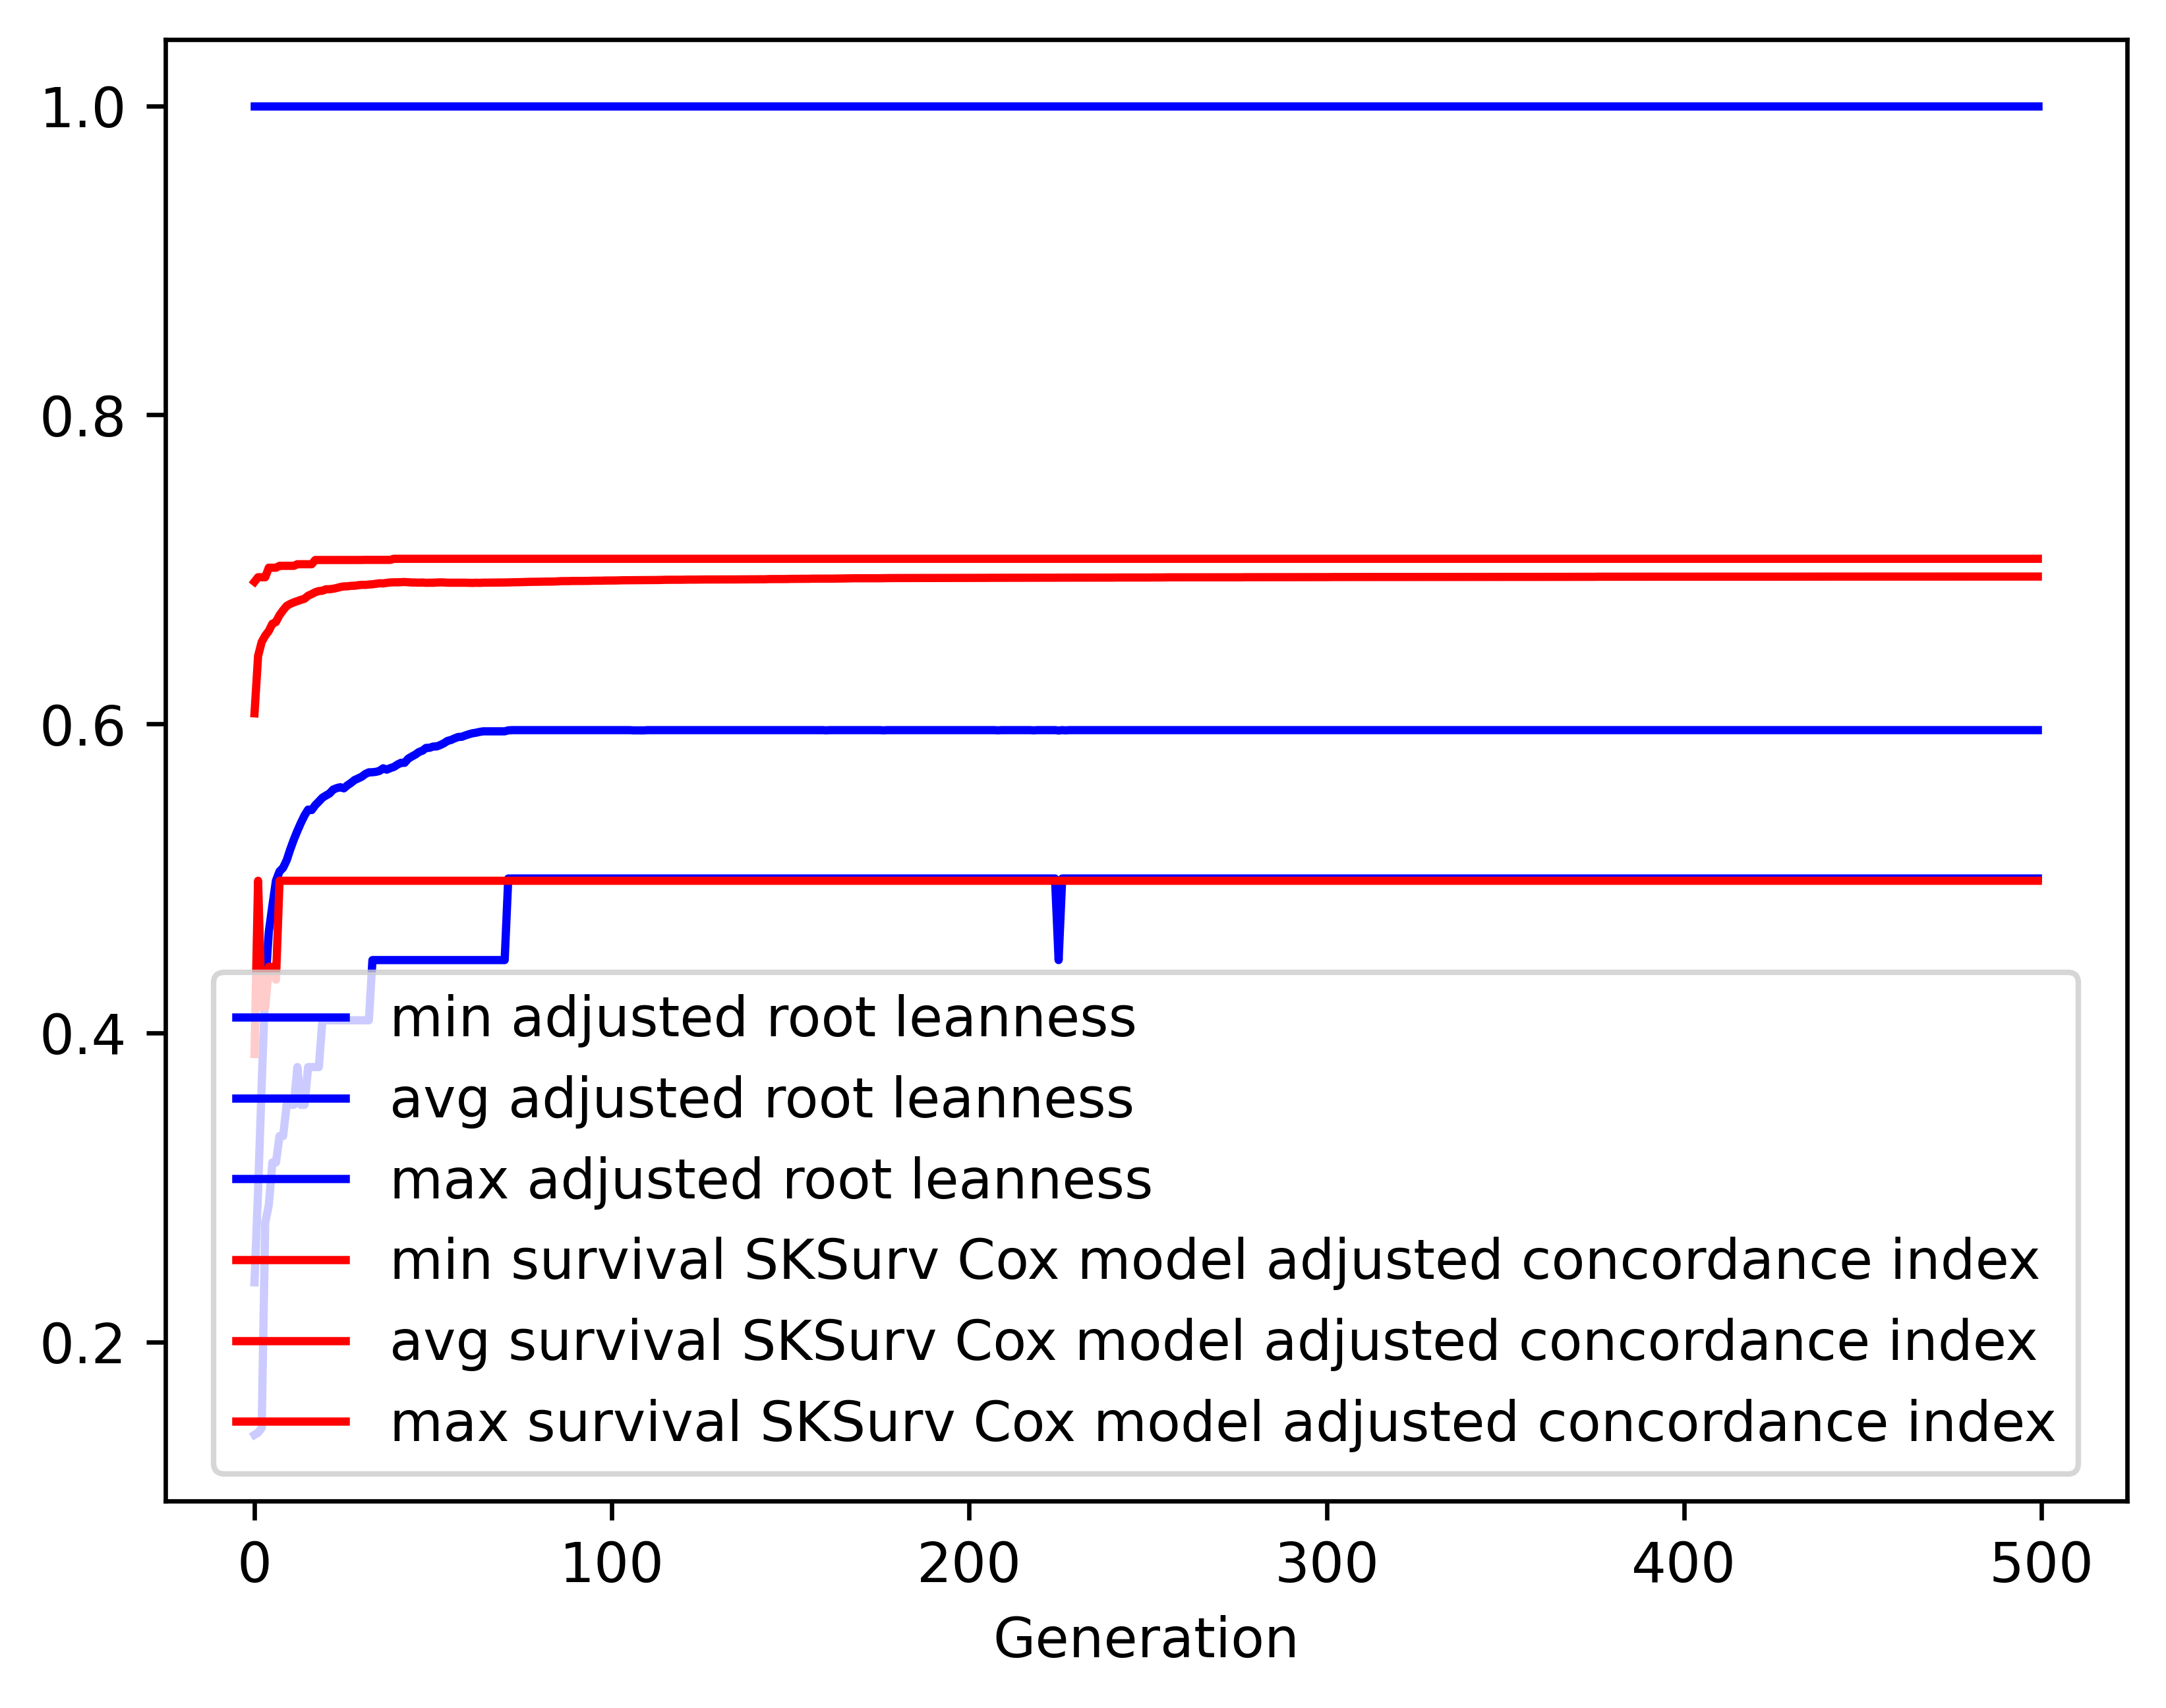 1.0
0.8
0.6
0.4
0.2
min adjusted root leanness
avg adjusted root leanness
max adjusted root leanness
min survival SKSurv Cox model adjusted concordance index
avg survival SKSurv Cox model adjusted concordance index
max survival SKSurv Cox model adjusted concordance index
0 100 200 300 400 500
Generation